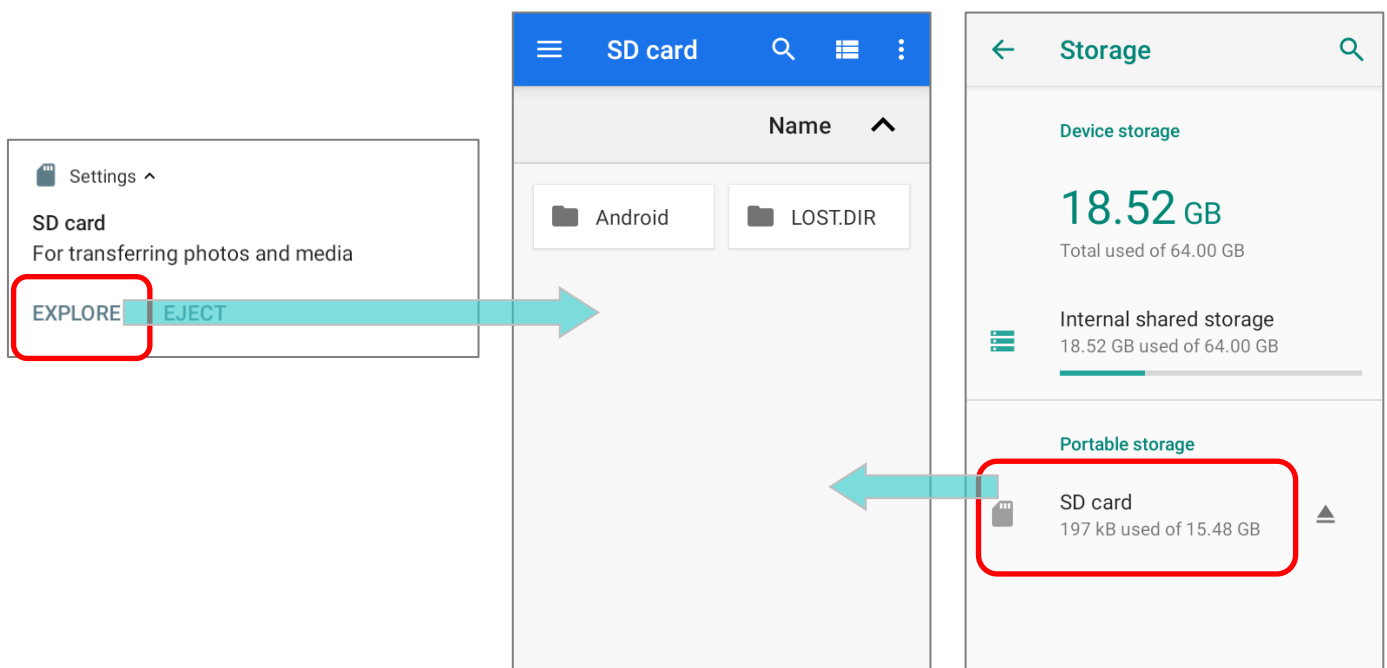 Settings
SD card
For transferring photos and media
EXPLORE EJECT
SD card
Name
Android LOST.DIR
Storage
Device storage
18.52 GB
Total used of 64.00 GB
Internal shared storage
18.52 GB used of 64.00 GB
Portable storage
SD card
197 kB used of 15.48 GB